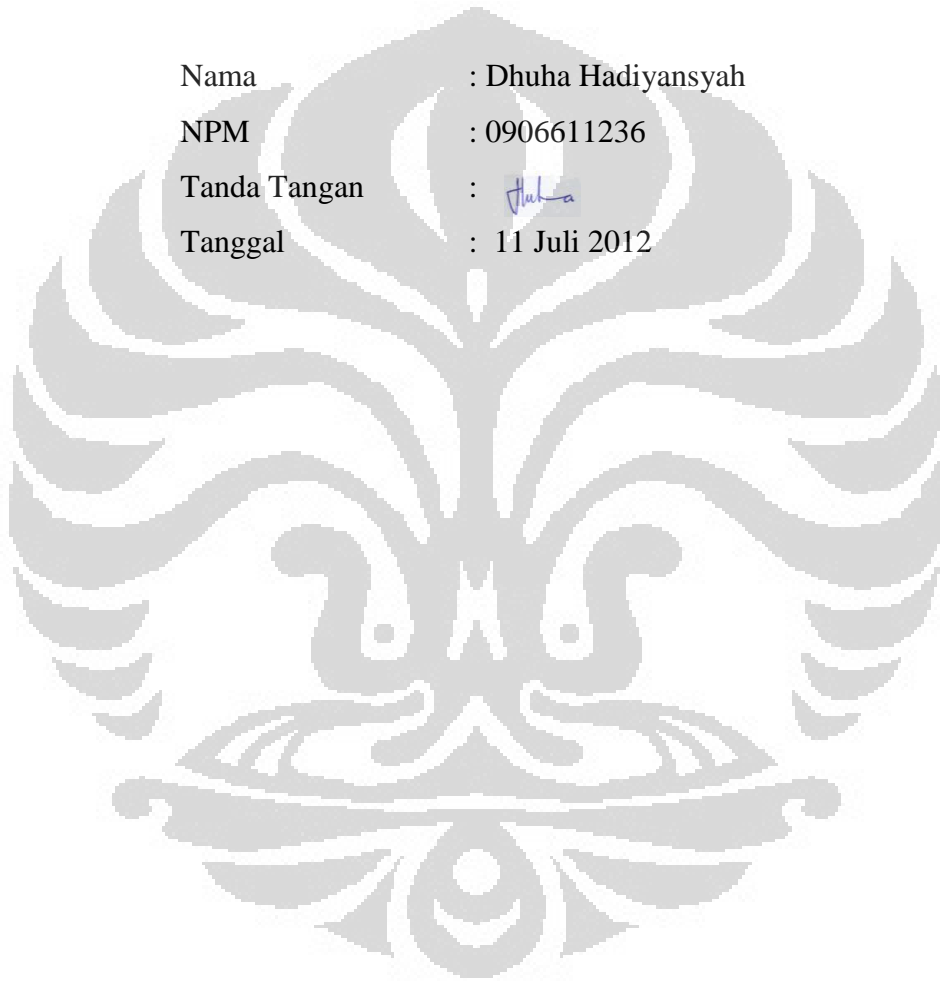 Nama : Dhuha Hadiyansyah
NPM : 0906611236
Tanda Tangan :
Tanggal : 11 Juli 2012